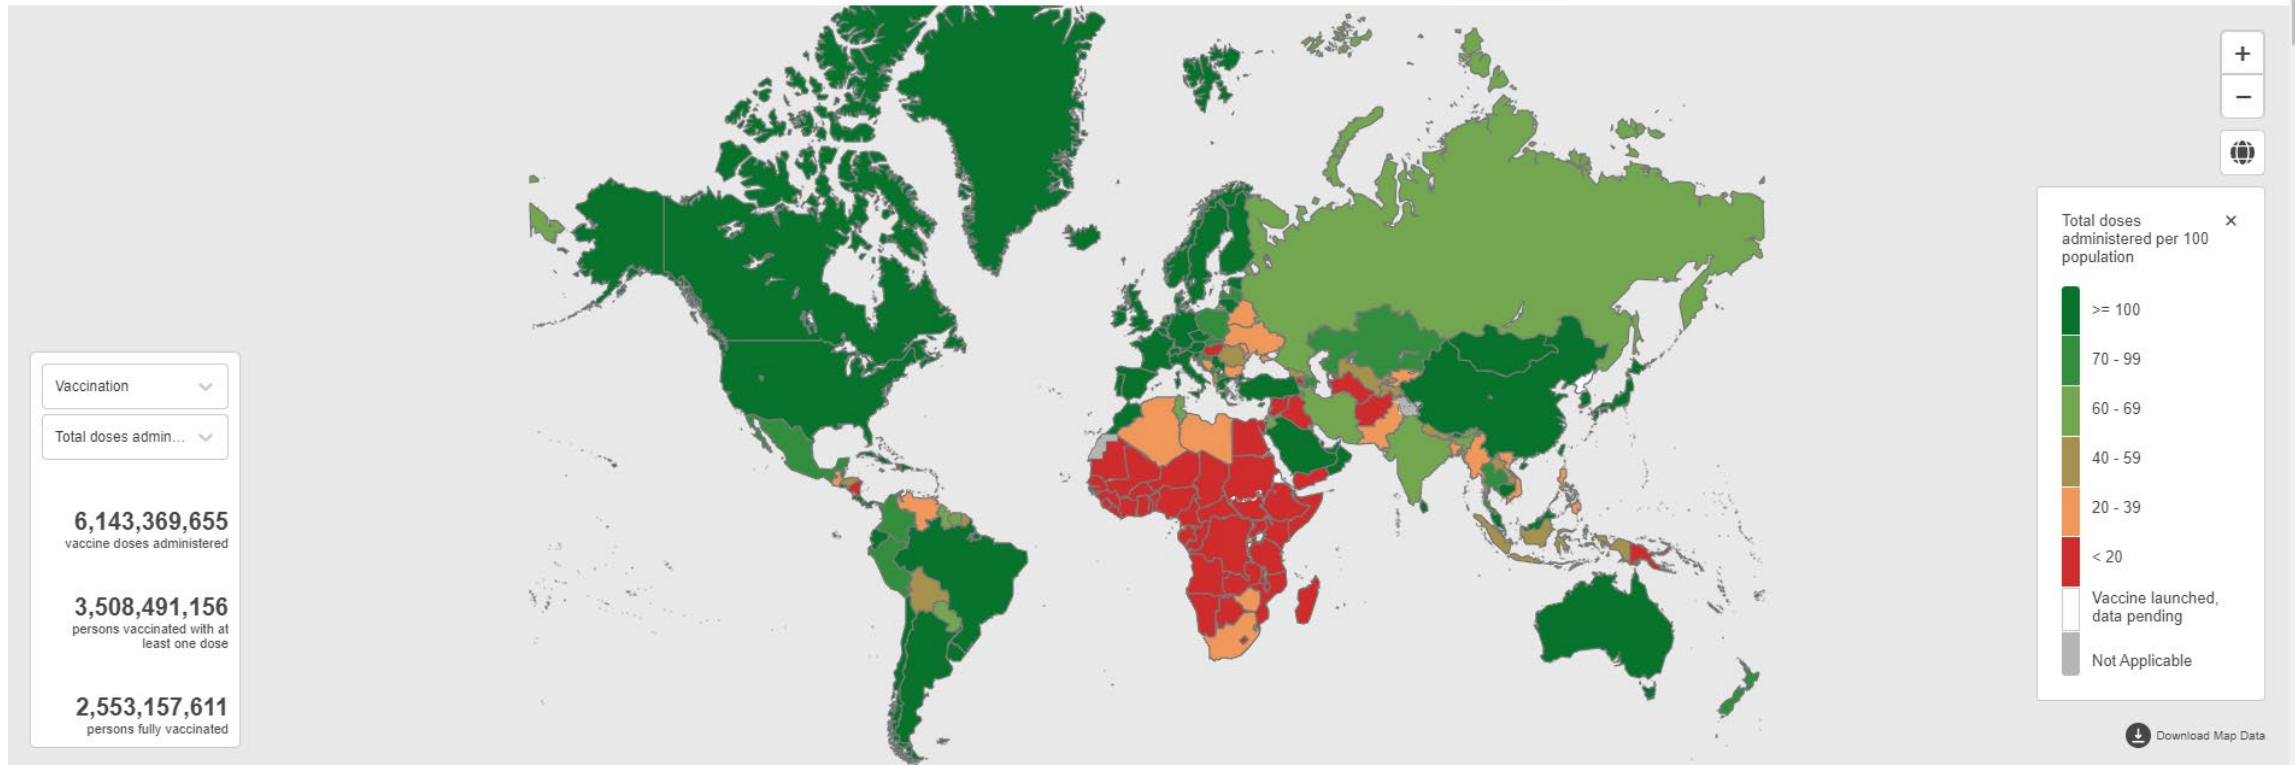 +
−
Total doses
administered per 100
population
×
>= 100
70 - 99
60 - 69
40 - 59
20 - 39
< 20
Vaccine launched,
data pending
Not Applicable
Vaccination
Total doses admin...
6,143,369,655
vaccine doses administered
3,508,491,156
persons vaccinated with at
least one dose
2,553,157,611
persons fully vaccinated
Download Map Data